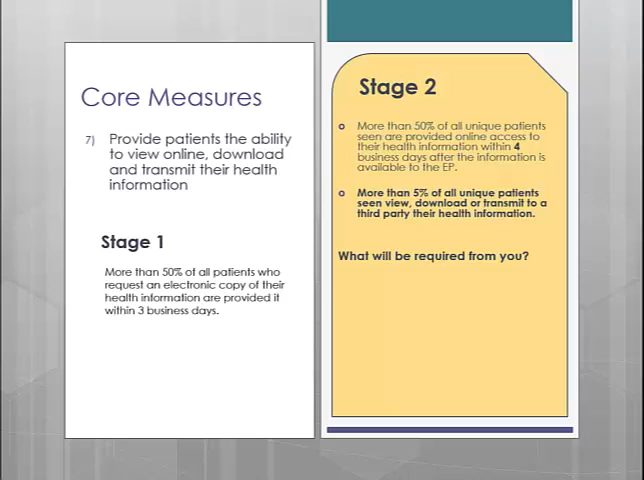 Core Measures
7) Provide patients the ability
to view online, download
and transmit their health
information
Stage 1
More than 50% of all patients who
request an electronic copy of their
health information are provided it
within 3 business days.
Stage 2
More than 50% of all unique patients
seen are provided online access to
their health information within 4
business days after the information is
available to the EP.
More than 5% of all unique patients
seen view, download or transmit to a
third party their health information.
What will be required from you?